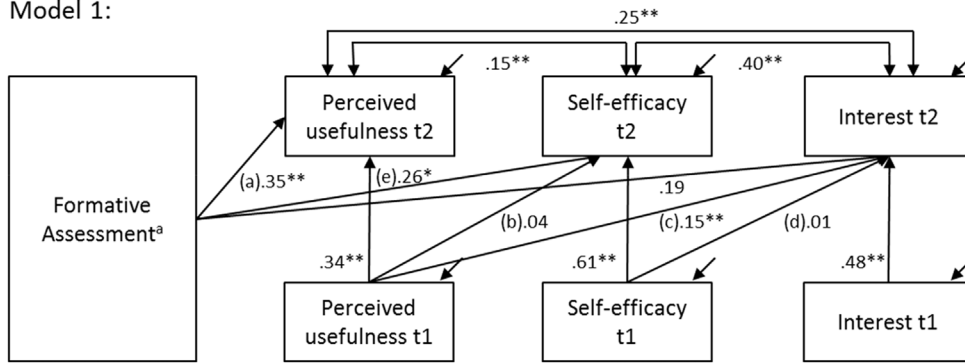 Model 1:
.25**
.15**
.40**
Perceived
usefulness t2
Self-efficacy
t2
Interest t2
(a).35**
(e).26*
.19
Formative
Assessmentᵃ
(b).04
(c).15**
(d).01
.34**
.61**
.48**
Perceived
usefulness t1
Self-efficacy
t1
Interest t1